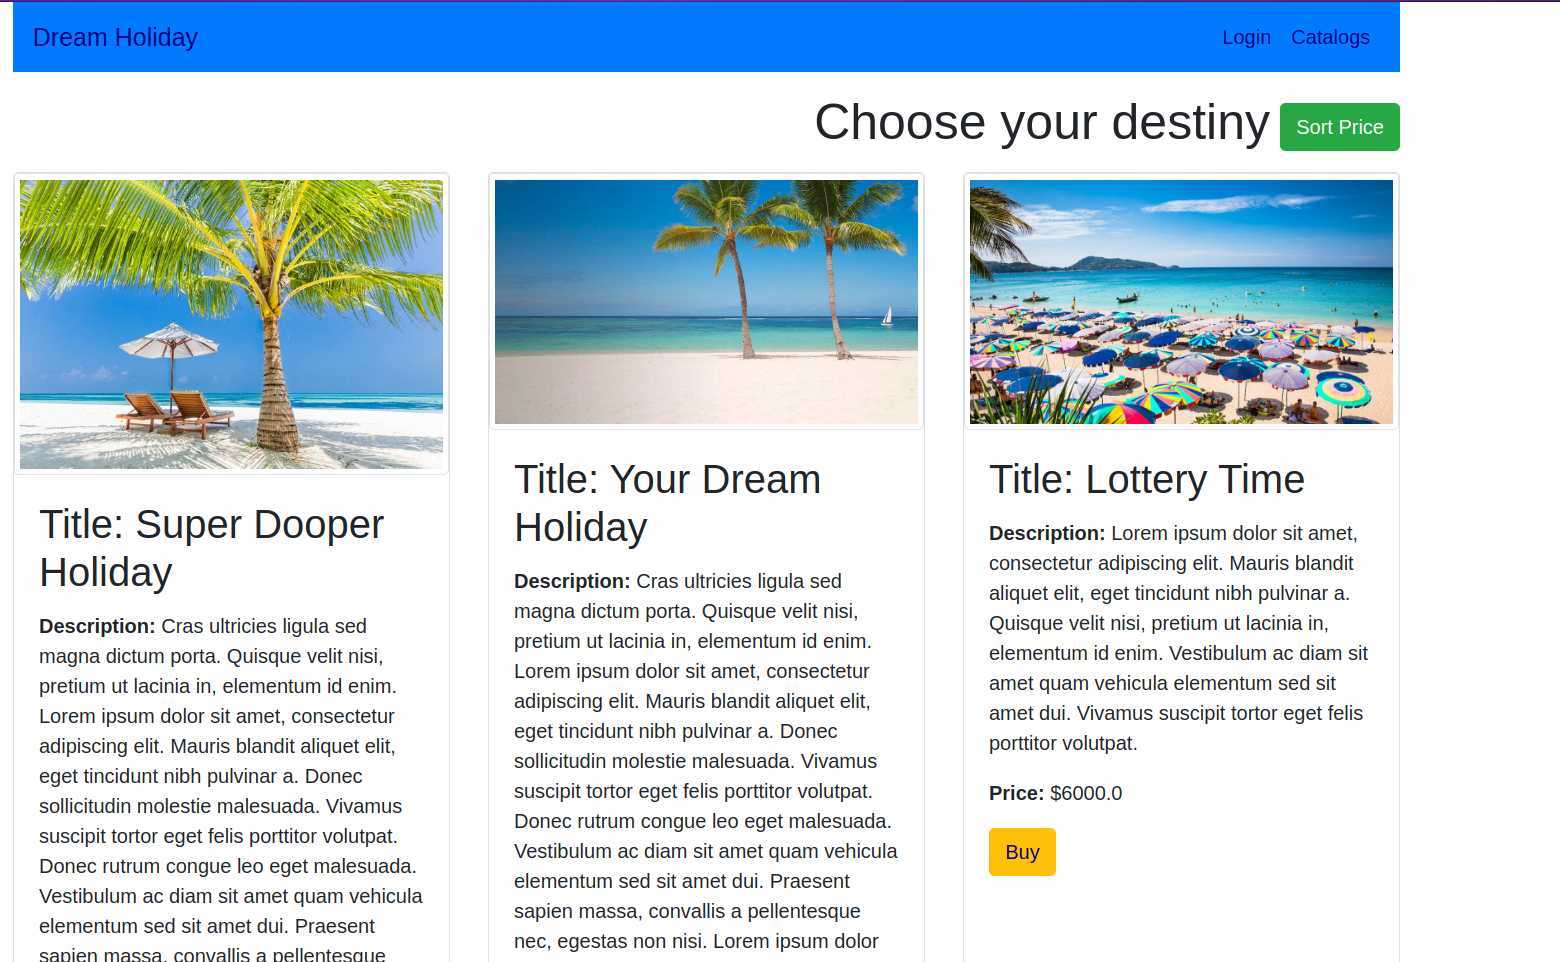 Dream Holiday
Login Catalogs
Choose your destiny Sort Price
Title: Super Dooper
Holiday
Description: Cras ultricies ligula sed
magna dictum porta. Quisque velit nisi,
pretium ut lacinia in, elementum id enim.
Lorem ipsum dolor sit amet, consectetur
adipiscing elit. Mauris blandit aliquet elit,
eget tincidunt nibh pulvinar a. Donec
sollicitudin molestie malesuada. Vivamus
suscipit tortor eget felis porttitor volutpat.
Donec rutrum congue leo eget malesuada.
Vestibulum ac diam sit amet quam vehicula
elementum sed sit amet dui. Praesent
sapien massa, convallis a pellentesque
Title: Your Dream
Holiday
Description: Cras ultricies ligula sed
magna dictum porta. Quisque velit nisi,
pretium ut lacinia in, elementum id enim.
Lorem ipsum dolor sit amet, consectetur
adipiscing elit. Mauris blandit aliquet elit,
eget tincidunt nibh pulvinar a. Donec
sollicitudin molestie malesuada. Vivamus
suscipit tortor eget felis porttitor volutpat.
Donec rutrum congue leo eget malesuada.
Vestibulum ac diam sit amet quam vehicula
elementum sed sit amet dui. Praesent
sapien massa, convallis a pellentesque
nec, egestas non nisi. Lorem ipsum dolor
Title: Lottery Time
Description: Lorem ipsum dolor sit amet,
consectetur adipiscing elit. Mauris blandit
aliquet elit, eget tincidunt nibh pulvinar a.
Quisque velit nisi, pretium ut lacinia in,
elementum id enim. Vestibulum ac diam sit
amet quam vehicula elementum sed sit
amet dui. Vivamus suscipit tortor eget felis
porttitor volutpat.
Price: $6000.0
Buy